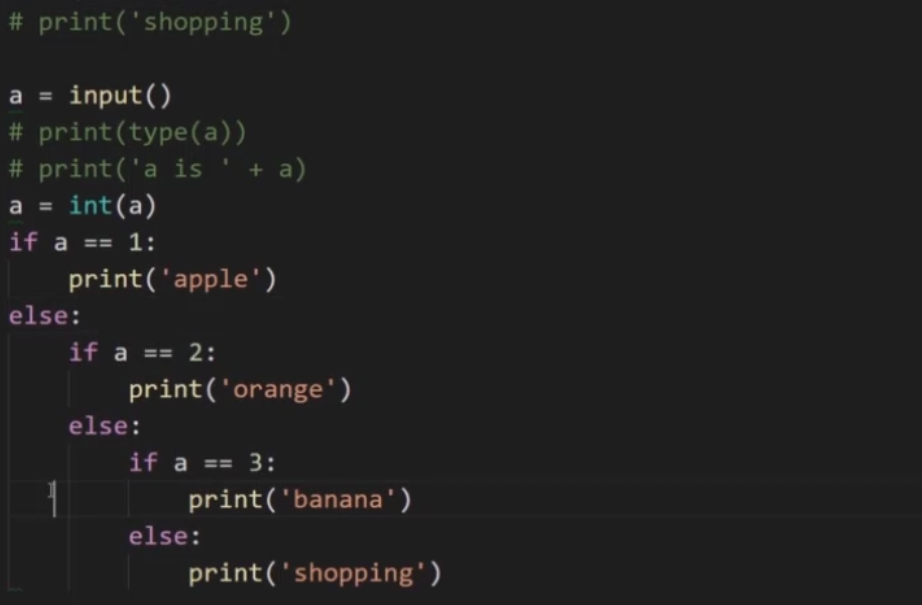 # print('shopping')
a = input()
# print(type(a))
# print('a is ' + a)
a = int(a)
if a == 1:
    print('apple')
else:
    if a == 2:
        print('orange')
    else:
        if a == 3:
            print('banana')
        else:
            print('shopping')